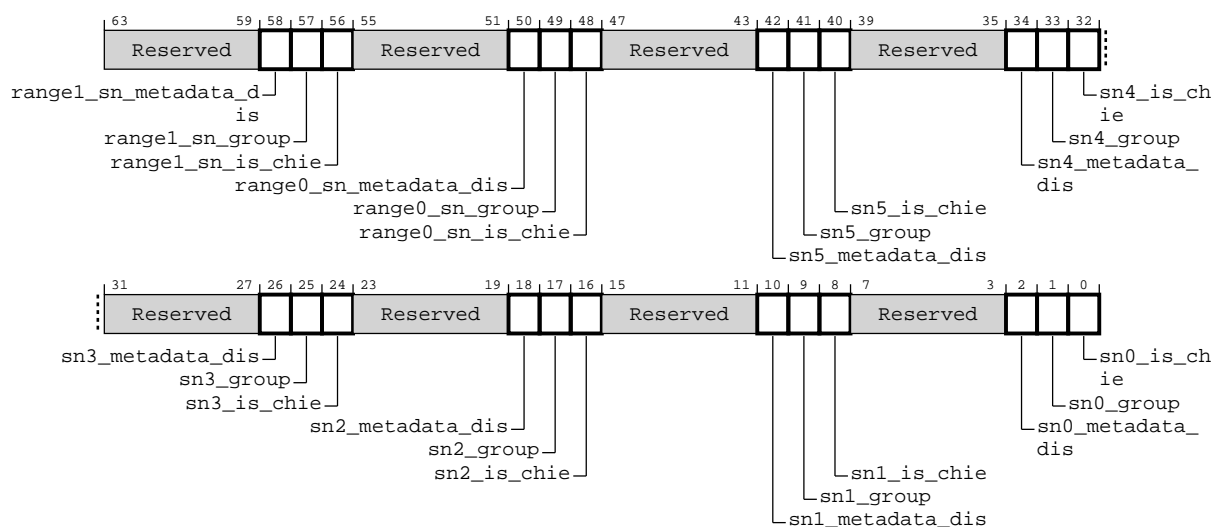 63 59 58 57 56 55 51 50 49 48 47 43 42 41 40 39 35 34 33 32
Reserved Reserved Reserved Reserved
range1_sn_metadata_d
is
range1_sn_group
range1_sn_is_chie
range0_sn_metadata_dis
range0_sn_group
range0_sn_is_chie
sn5_is_chie
sn5_group
sn5_metadata_dis
sn4_is_ch
ie
sn4_group
sn4_metadata_
dis
31 27 26 25 24 23 19 18 17 16 15 11 10 9 8 7 3 2 1 0
Reserved Reserved Reserved Reserved
sn3_metadata_dis
sn3_group
sn3_is_chie
sn2_metadata_dis
sn2_group
sn2_is_chie
sn1_is_chie
sn1_group
sn1_metadata_dis
sn0_is_ch
ie
sn0_group
sn0_metadata_
dis